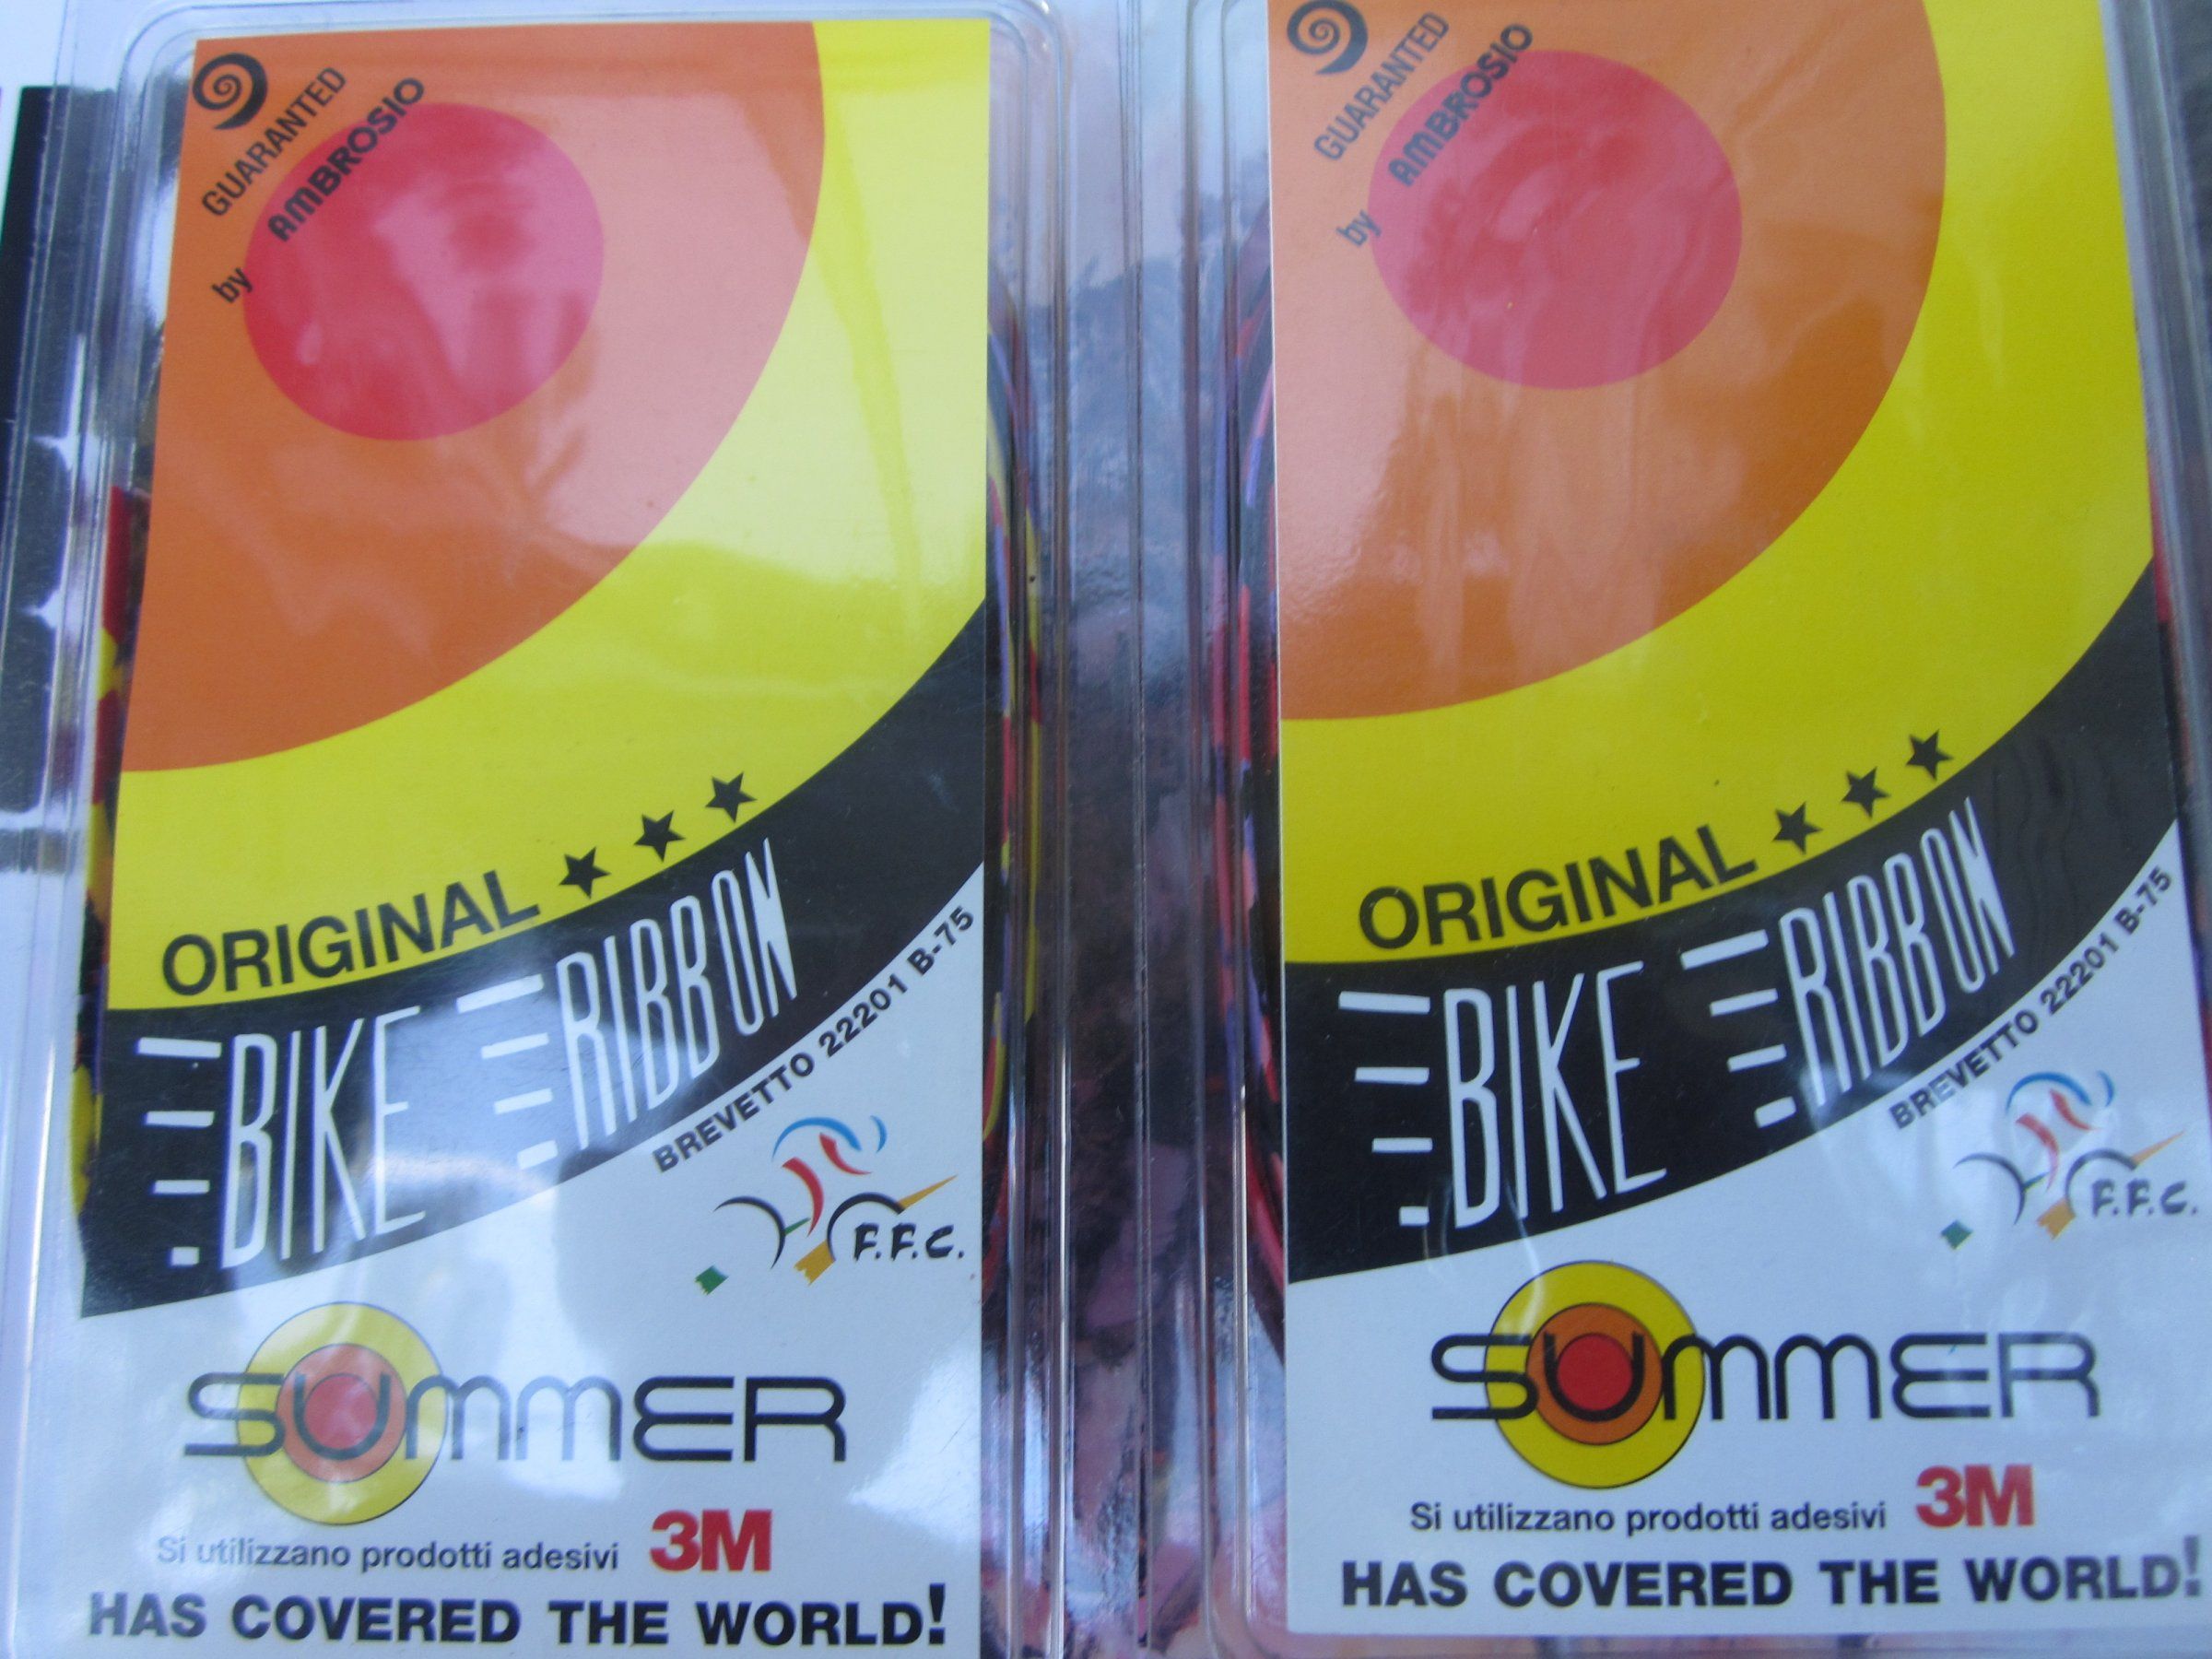 GUARANTED
by AMBROSIO
ORIGINAL
BIKE RIBBON
BREVETTO 22201 B-75
F.F.C.
SUMMER
Si utilizzano prodotti adesivi 3M
HAS COVERED THE WORLD!
GUARANTED
by AMBROSIO
ORIGINAL
BIKE RIBBON
BREVETTO 22201 B-75
F.F.C.
SUMMER
Si utilizzano prodotti adesivi 3M
HAS COVERED THE WORLD!